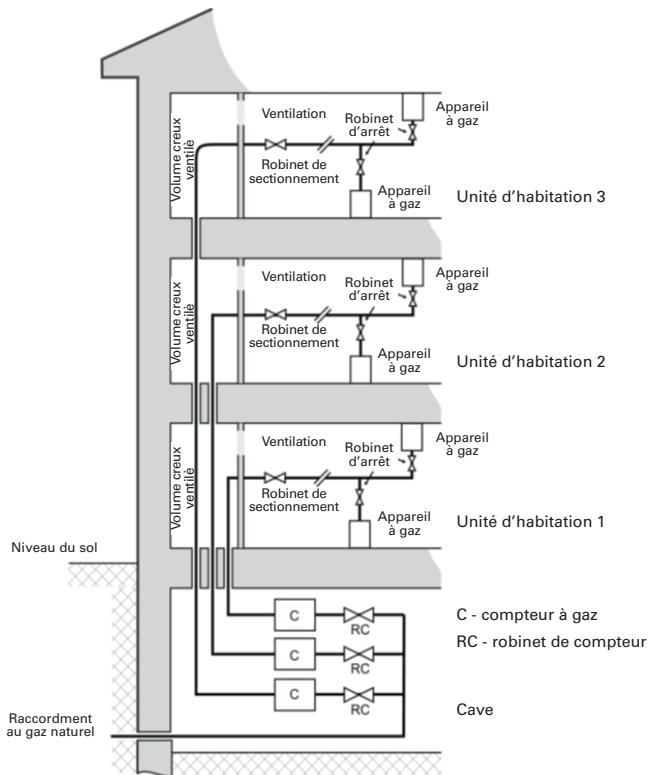 Ventilation
Robinet
d'arrêt
Appareil
à gaz
Volume creux
ventilè
Robinet de
sectionnement
Appareil
à gaz
Unité d'habitation 3
Ventilation
Robinet
d'arrêt
Appareil
à gaz
Volume creux
ventilè
Robinet de
sectionnement
Appareil
à gaz
Unité d'habitation 2
Ventilation
Robinet
d'arrêt
Appareil
à gaz
Volume creux
ventilè
Robinet de
sectionnement
Appareil
à gaz
Unité d'habitation 1
Niveau du sol
C
RC
C - compteur à gaz
RC - robinet de compteur
C
RC
C
RC
Cave
Raccordment
au gaz naturel